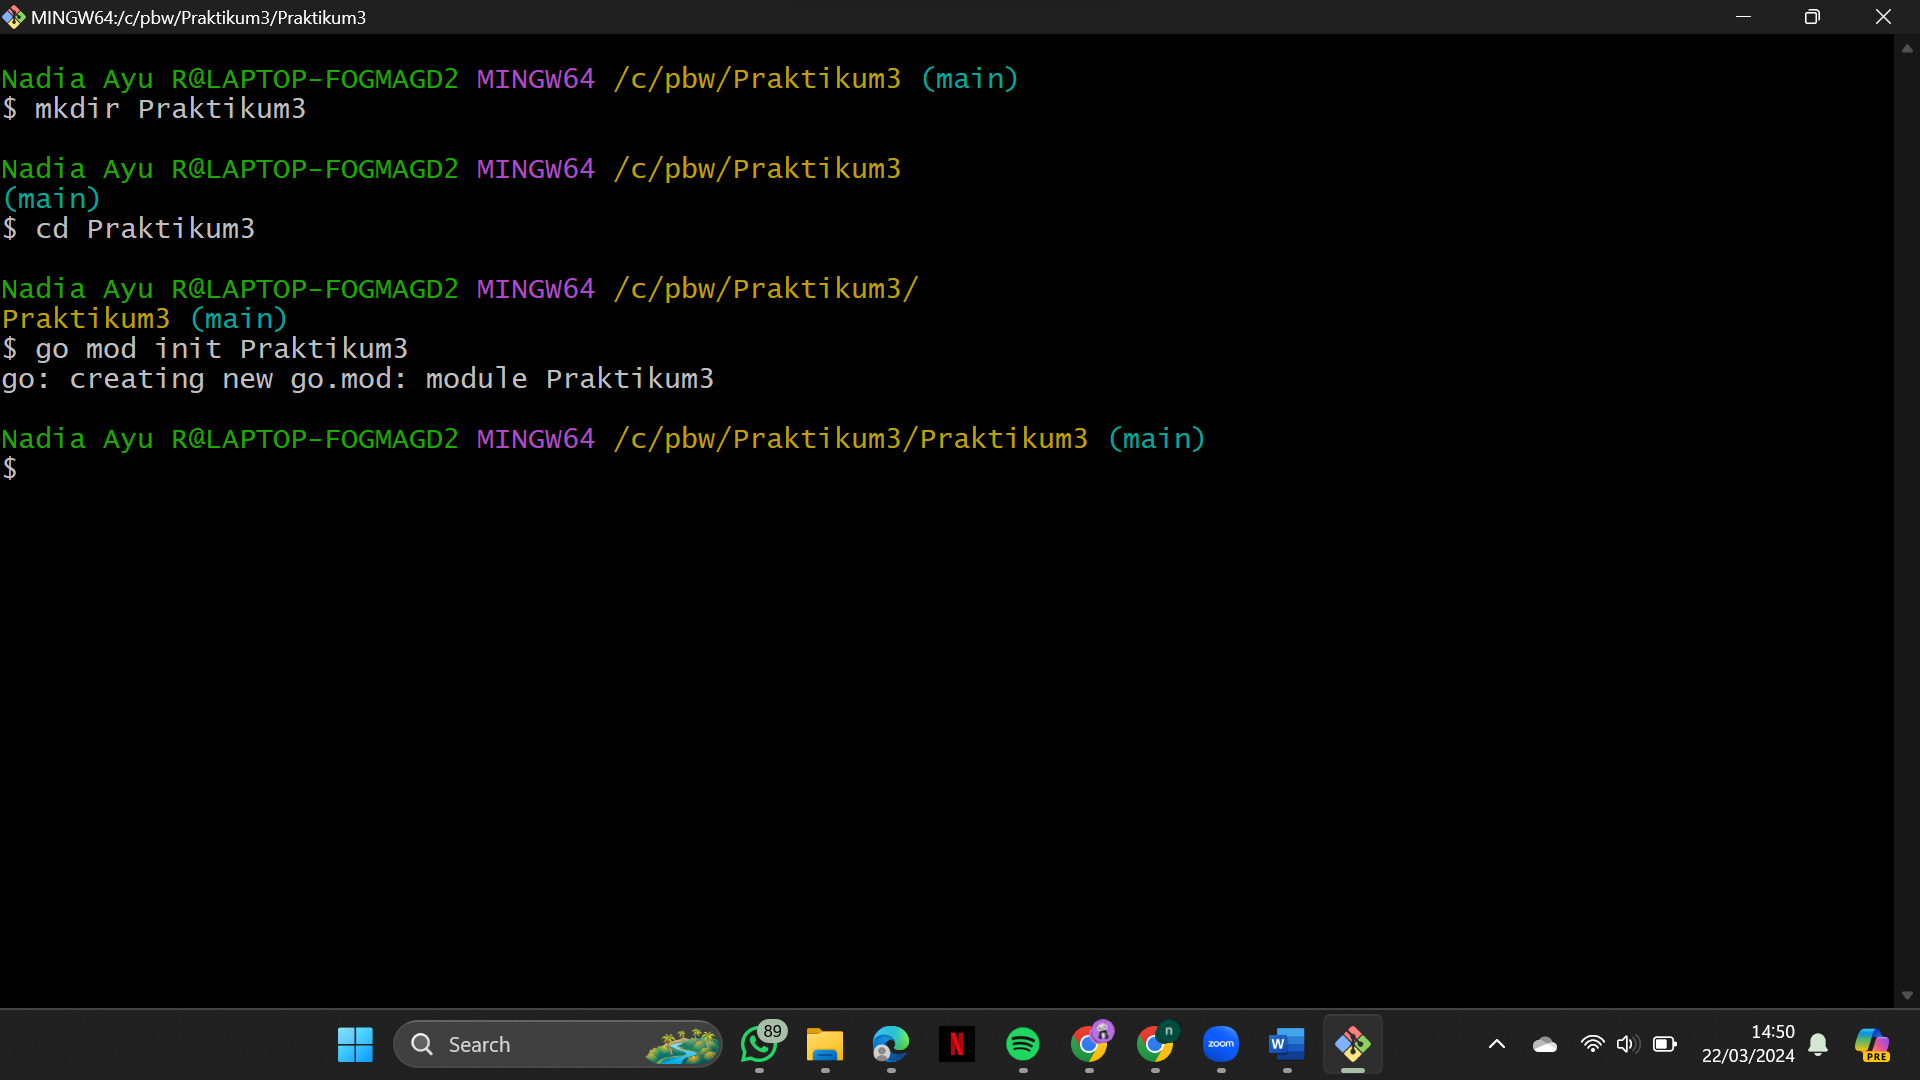 MINGW64:/c/pbw/Praktikum3/Praktikum3
Nadia Ayu R@LAPTOP-FOGMAGD2 MINGW64 /c/pbw/Praktikum3 (main)
$ mkdir Praktikum3
Nadia Ayu R@LAPTOP-FOGMAGD2 MINGW64 /c/pbw/Praktikum3
(main)
$ cd Praktikum3
Nadia Ayu R@LAPTOP-FOGMAGD2 MINGW64 /c/pbw/Praktikum3/
Praktikum3 (main)
$ go mod init Praktikum3
go: creating new go.mod: module Praktikum3
Nadia Ayu R@LAPTOP-FOGMAGD2 MINGW64 /c/pbw/Praktikum3/Praktikum3 (main)
$
Search
89
N
n
zoom
W
14:50
22/03/2024
PRE